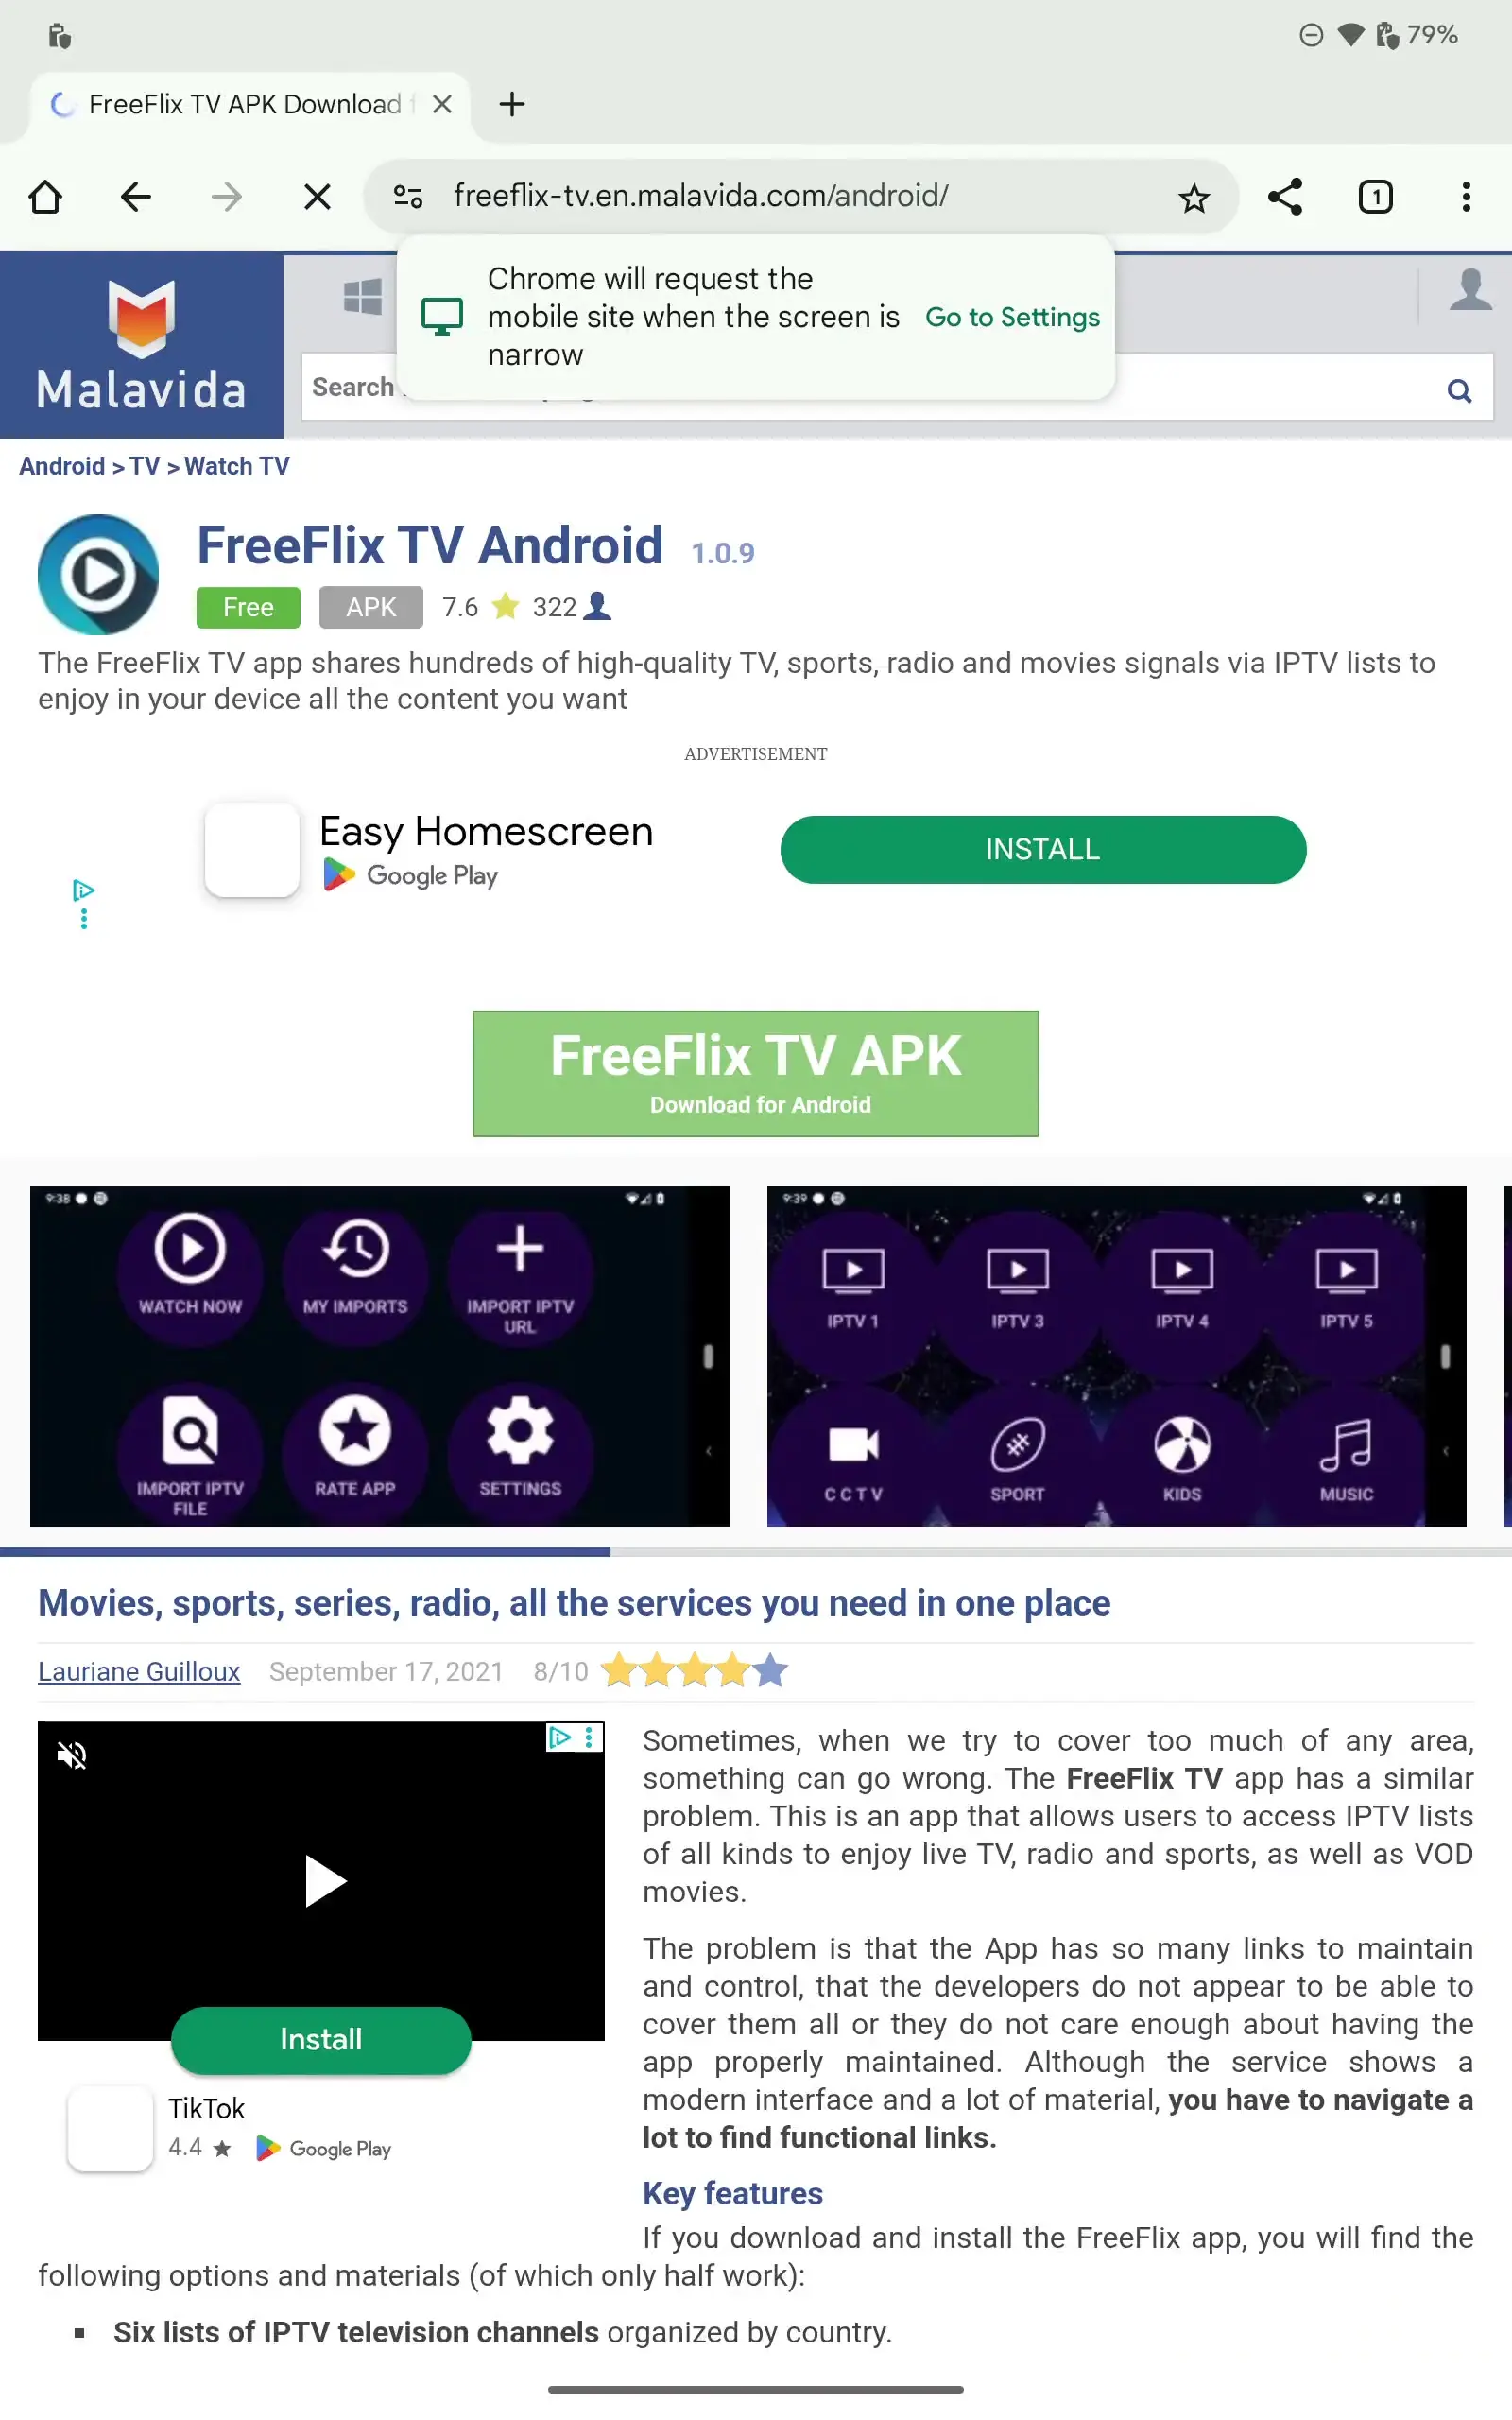 79%
FreeFlix TV APK Download
freeflix-tv.en.malavida.com/android/
1
Chrome will request the
mobile site when the screen is
narrow
Go to Settings
Malavida
Search
Android > TV > Watch TV
FreeFlix TV Android 1.0.9
Free APK 7.6 322
The FreeFlix TV app shares hundreds of high-quality TV, sports, radio and movies signals via IPTV lists to
enjoy in your device all the content you want
ADVERTISEMENT
Easy Homescreen
Google Play
INSTALL
FreeFlix TV APK
Download for Android
9:38
WATCH NOW
MY IMPORTS
IMPORT IPTV
URL
IMPORT IPTV
FILE
RATE APP
SETTINGS
9:39
IPTV 1
IPTV 3
IPTV 4
IPTV 5
C C T V
SPORT
KIDS
MUSIC
Movies, sports, series, radio, all the services you need in one place
Lauriane Guilloux September 17, 2021 8/10
Install
TikTok
4.4 Google Play
Sometimes, when we try to cover too much of any area,
something can go wrong. The FreeFlix TV app has a similar
problem. This is an app that allows users to access IPTV lists
of all kinds to enjoy live TV, radio and sports, as well as VOD
movies.
The problem is that the App has so many links to maintain
and control, that the developers do not appear to be able to
cover them all or they do not care enough about having the
app properly maintained. Although the service shows a
modern interface and a lot of material, you have to navigate a
lot to find functional links.
Key features
If you download and install the FreeFlix app, you will find the
following options and materials (of which only half work):
▪ Six lists of IPTV television channels organized by country.